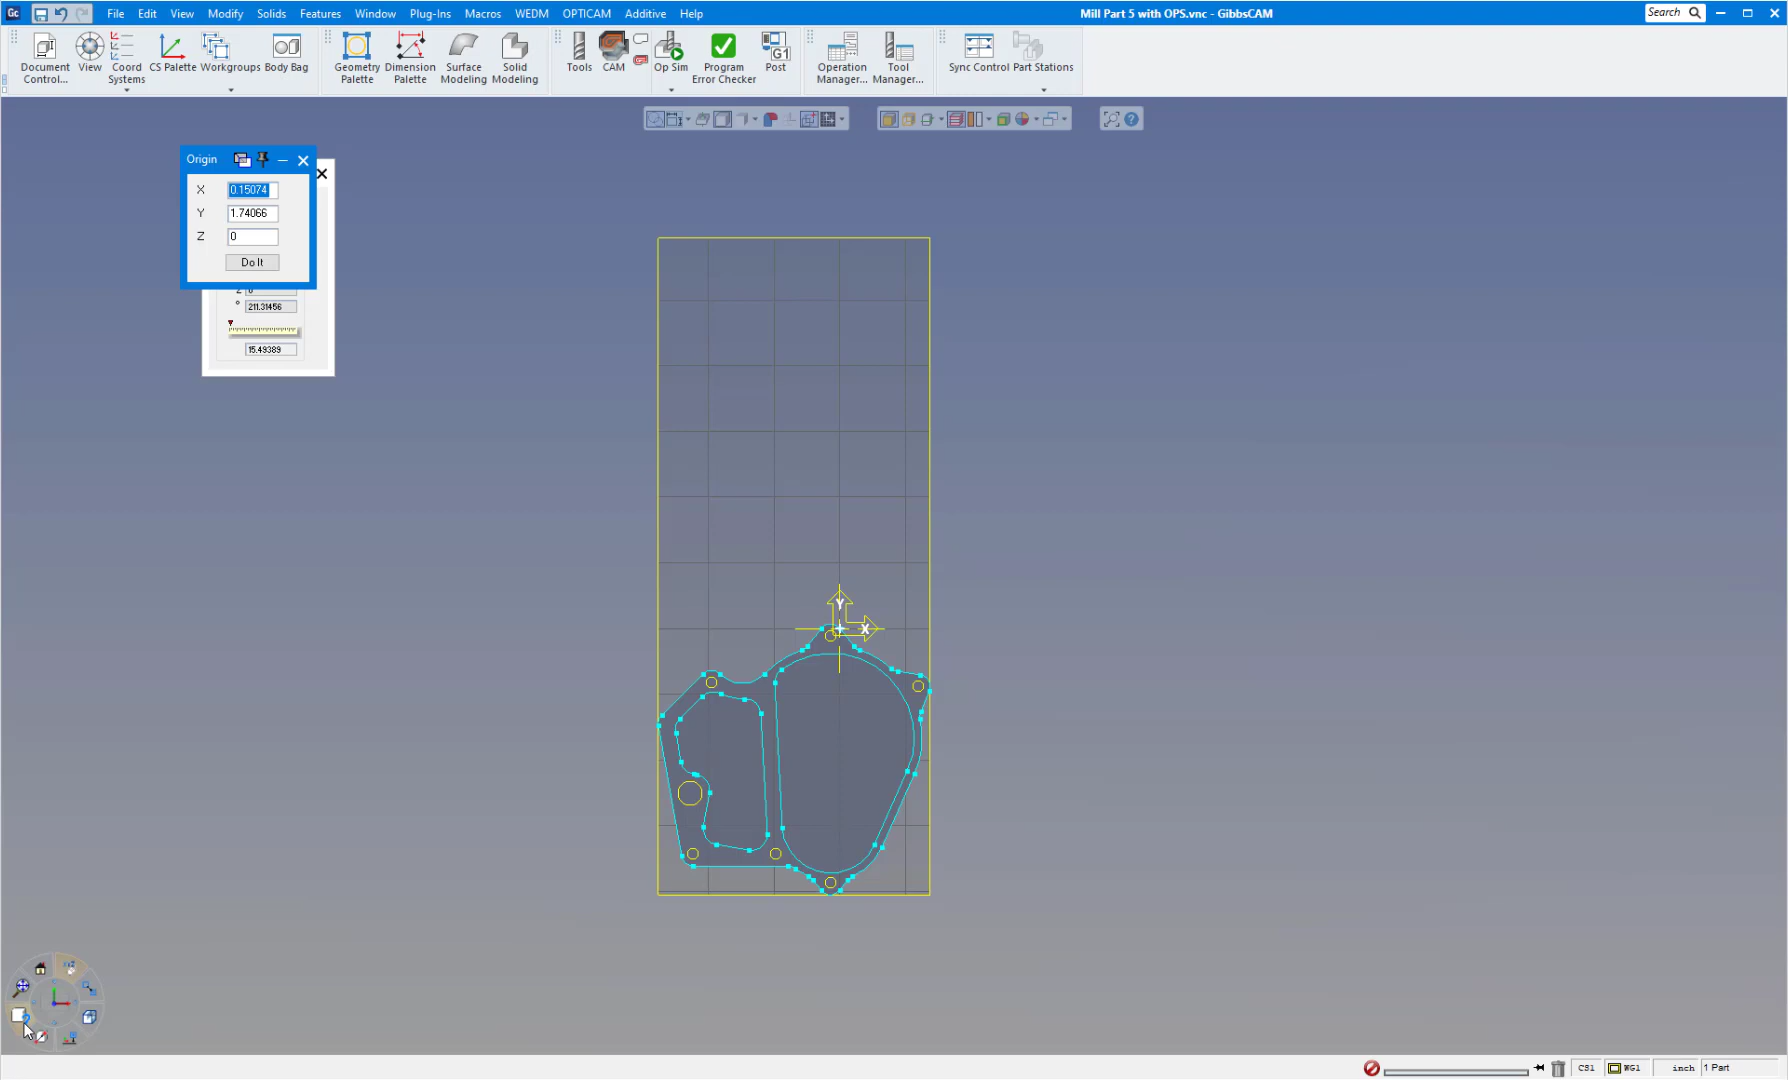 Gc File Edit View Modify Solids Features Window Plug-Ins Macros WEDM OPTICAM Additive Help Mill Part 5 with OPS.vnc - GibbsCAM Search
Document Control...
View
Coord Systems
CS Palette
Workgroups
Body Bag
Geometry Palette
Dimension Palette
Surface Modeling
Solid Modeling
Tools
CAM
Op Sim
Program Error Checker
G1
Post
Operation Manager...
Tool Manager...
Sync Control
Part Stations
Origin
X 0.15074
Y 1.74066
Z 0
Do It
° 211.31456
15.49389
Y
X
CS1 WG1 inch 1 Part